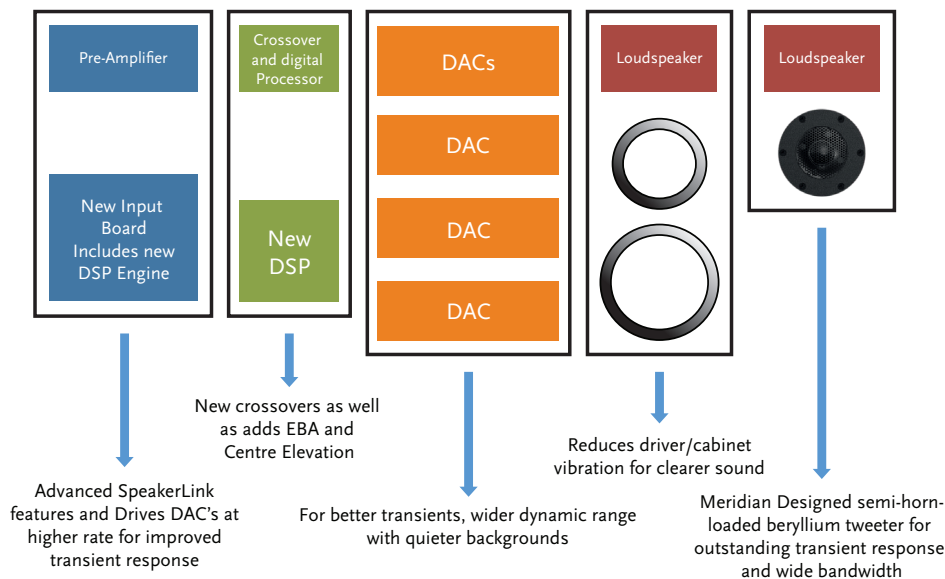 Pre-Amplifier
New Input
Board
Includes new
DSP Engine
Advanced SpeakerLink
features and Drives DAC's at
higher rate for improved
transient response
Crossover
and digital
Processor
New
DSP
New crossovers as well
as adds EBA and
Centre Elevation
DACs
DAC
DAC
DAC
For better transients, wider dynamic range
with quieter backgrounds
Loudspeaker
Reduces driver/cabinet
vibration for clearer sound
Loudspeaker
Meridian Designed semi-horn-
loaded beryllium tweeter for
outstanding transient response
and wide bandwidth